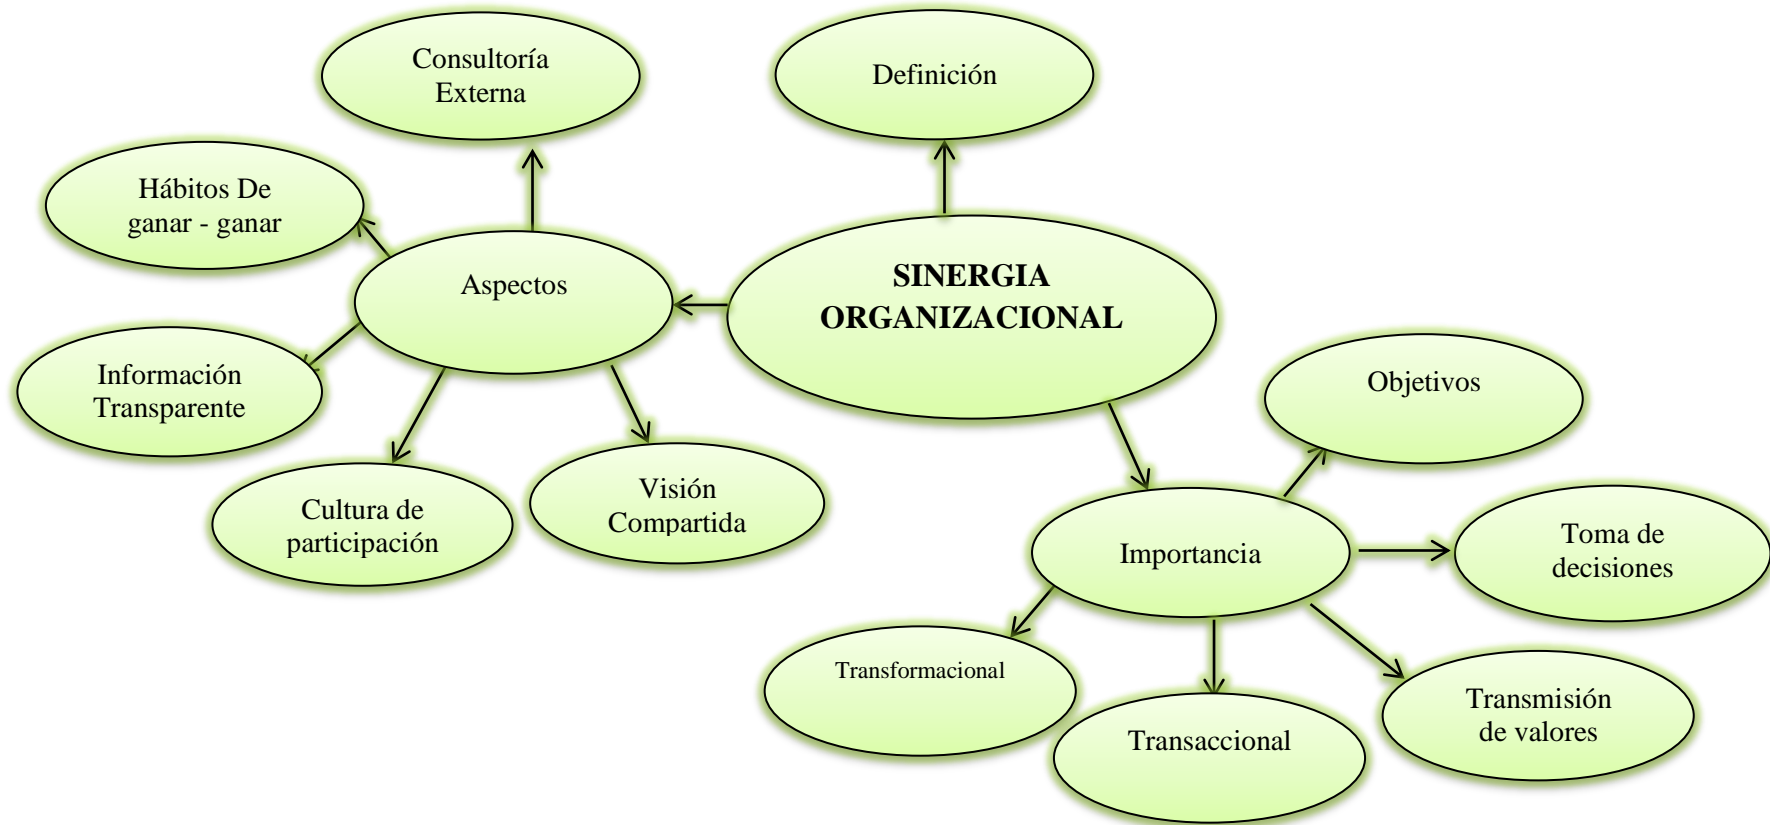 Consultoría
Externa
Definición
Hábitos De
ganar - ganar
Aspectos
SINERGIA
ORGANIZACIONAL
Información
Transparente
Objetivos
Cultura de
participación
Visión
Compartida
Importancia
Toma de
decisiones
Transformacional
Transaccional
Transmisión
de valores